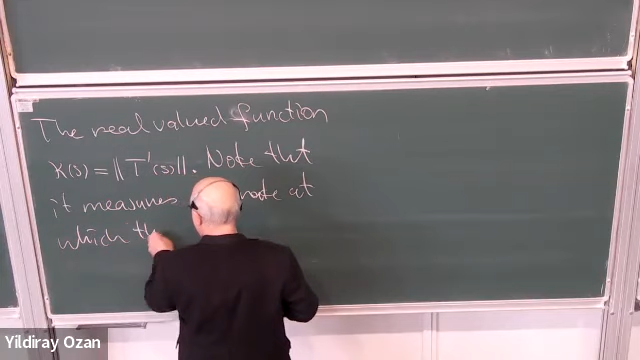 The real valued function
K(s) = ||T'(s)||. Note that
it measures rate at
which th
Yildiray Ozan